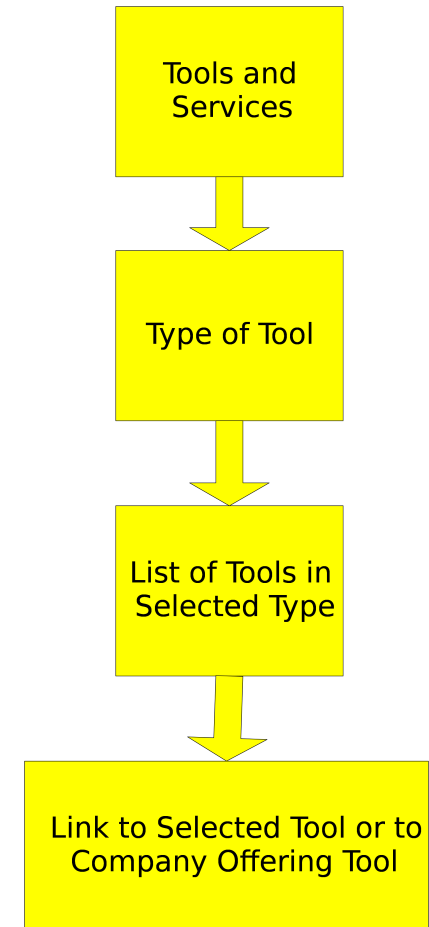 Tools and
Services
Type of Tool
List of Tools in
Selected Type
Link to Selected Tool or to
Company Offering Tool